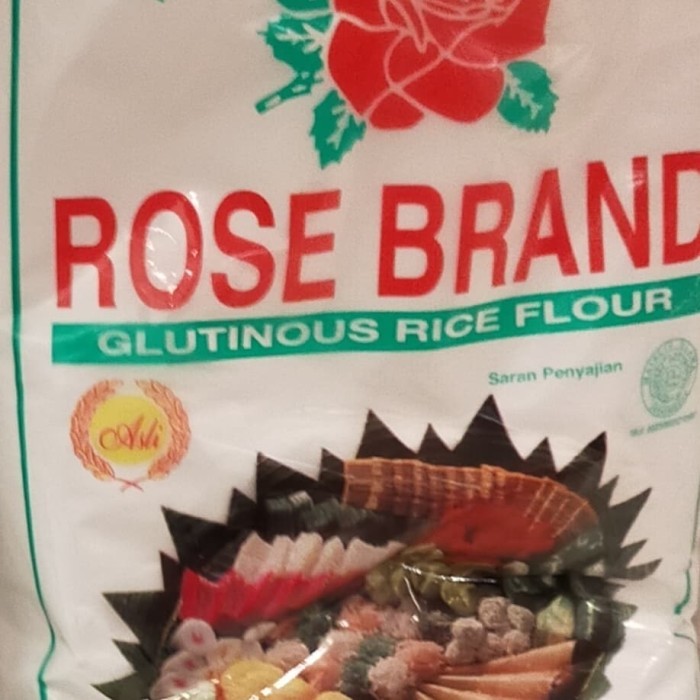 ROSE BRAND
GLUTINOUS RICE FLOUR
Saran Penyajian
Asli